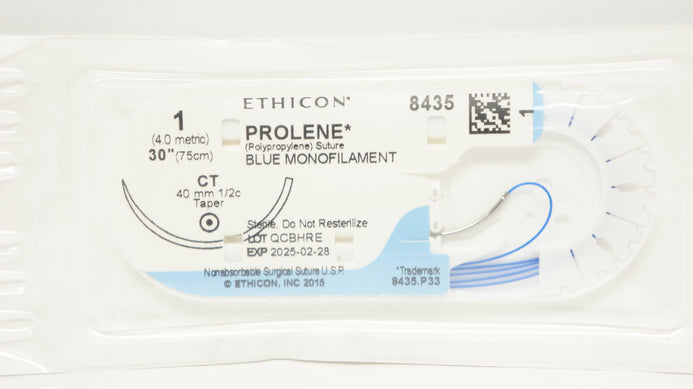 ETHICON*
8435
1
1
(4.0 metric)
30" (75cm)
PROLENE*
(Polypropylene) Suture
BLUE MONOFILAMENT
CT
40 mm 1/2c
Taper
Sterile, Do Not Resterilize
LOT QCBHRE
EXP 2025-02-28
Nonabsorbable Surgical Suture U.S.P.
© ETHICON, INC 2015
*Trademark
8435.P33